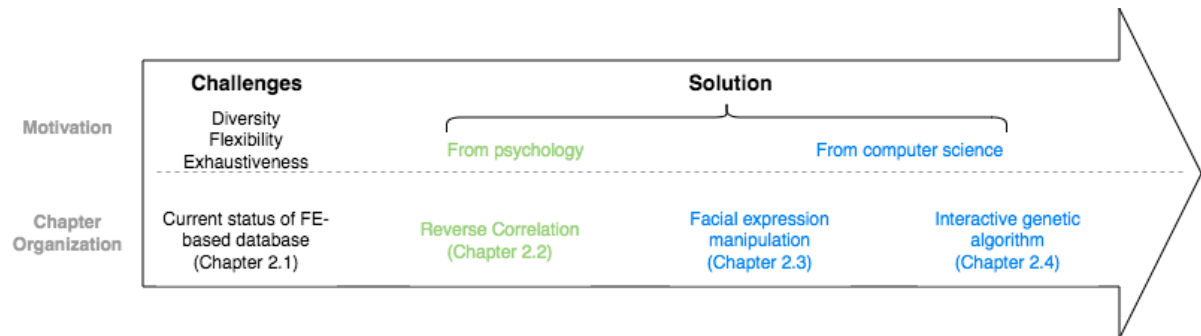 Challenges
Solution
Motivation
Diversity
Flexibility
Exhaustiveness
From psychology
From computer science
Chapter
Organization
Current status of FE-
based database
(Chapter 2.1)
Reverse Correlation
(Chapter 2.2)
Facial expression
manipulation
(Chapter 2.3)
Interactive genetic
algorithm
(Chapter 2.4)